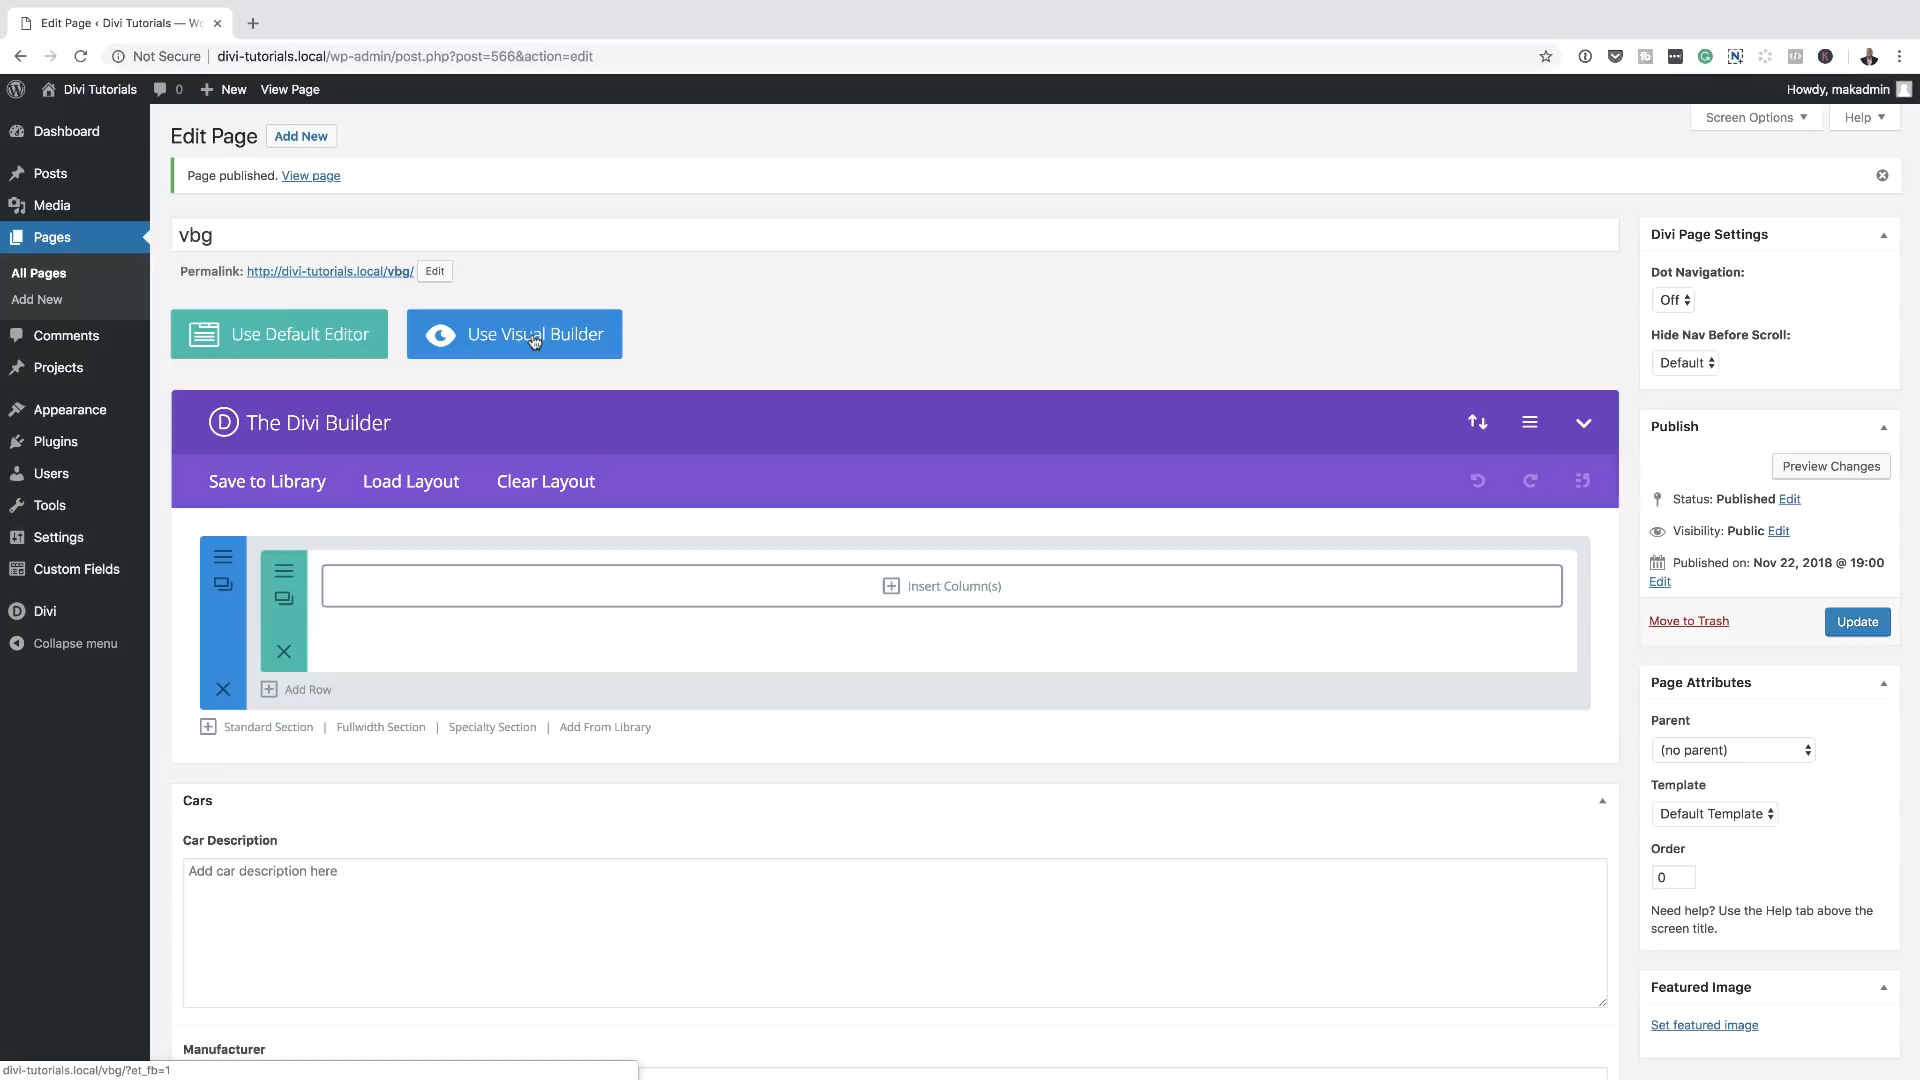 Edit Page ‹ Divi Tutorials — Wo
Not Secure | divi-tutorials.local/wp-admin/post.php?post=566&action=edit
Divi Tutorials 0 New View Page Howdy, makadmin
Screen Options Help
Dashboard
Posts
Media
Pages
All Pages
Add New
Comments
Projects
Appearance
Plugins
Users
Tools
Settings
Custom Fields
Divi
Collapse menu
Edit Page Add New
Page published. View page
vbg
Permalink: http://divi-tutorials.local/vbg/ Edit
Use Default Editor Use Visual Builder
The Divi Builder
Save to Library Load Layout Clear Layout
Insert Column(s)
Add Row
Standard Section | Fullwidth Section | Specialty Section | Add From Library
Cars
Car Description
Add car description here
Manufacturer
Divi Page Settings
Dot Navigation:
Off
Hide Nav Before Scroll:
Default
Publish
Preview Changes
Status: Published Edit
Visibility: Public Edit
Published on: Nov 22, 2018 @ 19:00
Edit
Move to Trash Update
Page Attributes
Parent
(no parent)
Template
Default Template
Order
0
Need help? Use the Help tab above the
screen title.
Featured Image
Set featured image
divi-tutorials.local/vbg/?et_fb=1